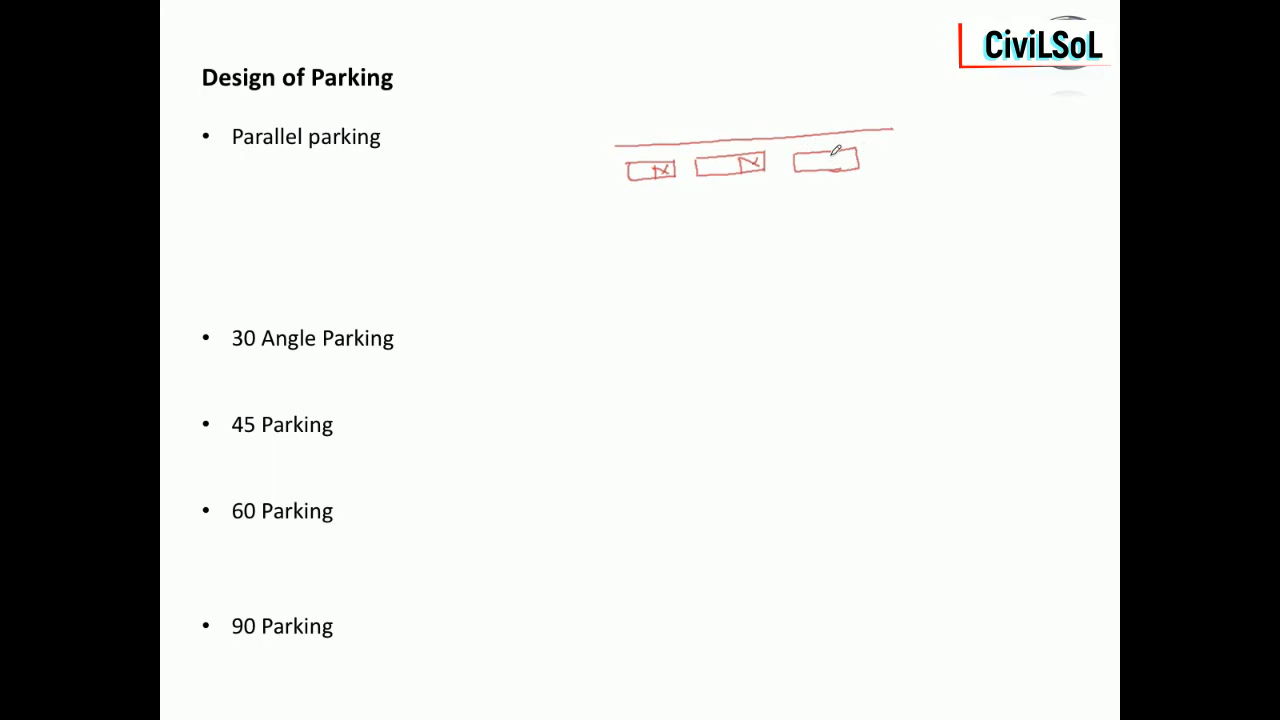 CiviLSoL
Design of Parking
• Parallel parking
• 30 Angle Parking
• 45 Parking
• 60 Parking
• 90 Parking